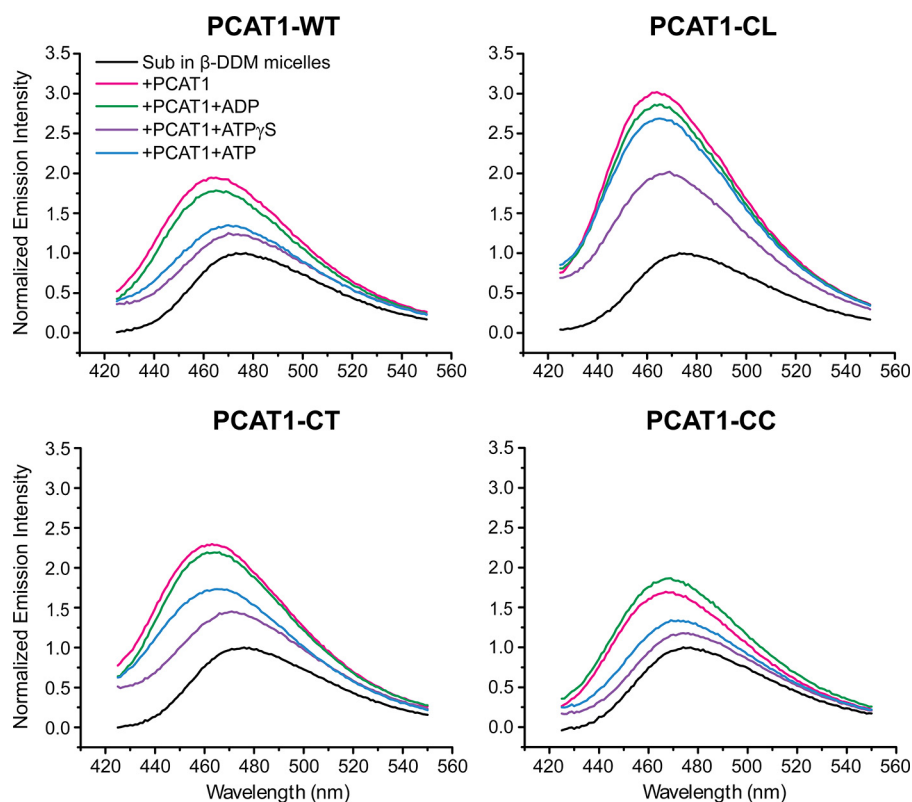 PCAT1-WT
PCAT1-CL
Normalized Emission Intensity
3.5
3.0
2.5
2.0
1.5
1.0
0.5
0.0
Sub in β-DDM micelles
+PCAT1
+PCAT1+ADP
+PCAT1+ATPγS
+PCAT1+ATP
420 440 460 480 500 520 540 560
3.5
3.0
2.5
2.0
1.5
1.0
0.5
0.0
420 440 460 480 500 520 540 560
PCAT1-CT
PCAT1-CC
Normalized Emission Intensity
3.5
3.0
2.5
2.0
1.5
1.0
0.5
0.0
420 440 460 480 500 520 540 560
Wavelength (nm)
3.5
3.0
2.5
2.0
1.5
1.0
0.5
0.0
420 440 460 480 500 520 540 560
Wavelength (nm)